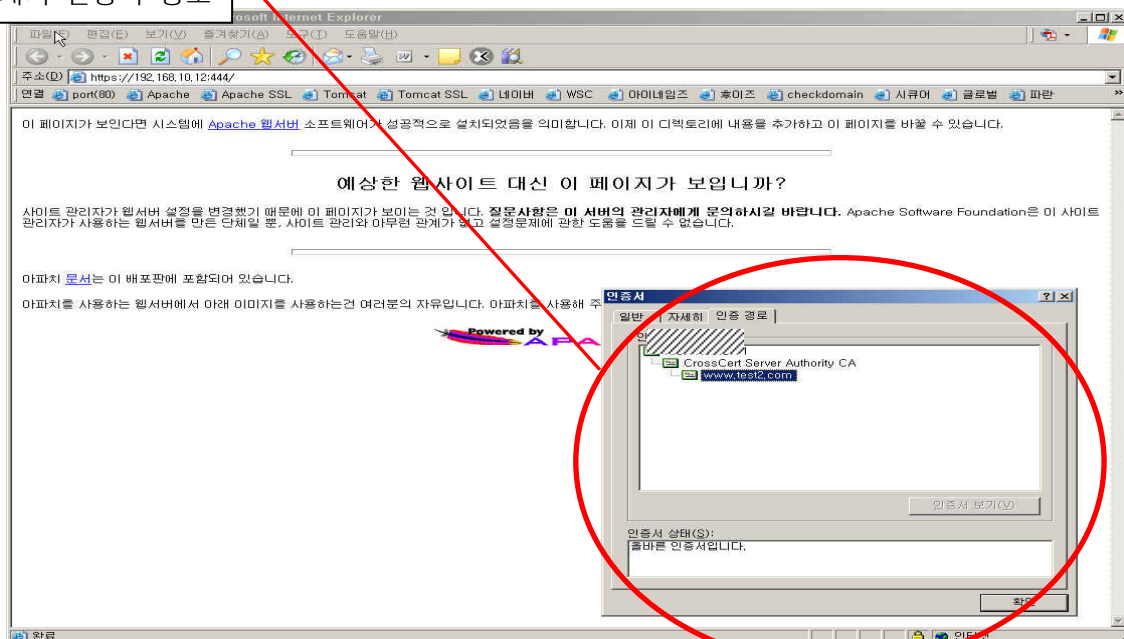 인증서 정보
rosoft Internet Explorer
파일(F) 편집(E) 보기(V) 즐겨찾기(A) 도구(T) 도움말(H)
주소(D) https://192.168.10.12:444/
연결 port(80) Apache Apache SSL Tomcat Tomcat SSL 네이버 WSC 아이네임즈 후이즈 checkdomain 시큐어 글로벌 파란
이 페이지가 보인다면 시스템에 Apache 웹서버 소프트웨어가 성공적으로 설치되었음을 의미합니다. 이제 이 디렉토리에 내용을 추가하고 이 페이지를 바꿀 수 있습니다.
예상한 웹사이트 대신 이 페이지가 보입니까?
사이트 관리자가 웹서버 설정을 변경했기 때문에 이 페이지가 보이는 것 입니다. 질문사항은 이 서버의 관리자에게 문의하시길 바랍니다. Apache Software Foundation은 이 사이트
관리자가 사용하는 웹서버를 만든 단체일 뿐, 사이트 관리와 아무런 관계가 없고 설정문제에 관한 도움을 드릴 수 없습니다.
아파치 문서는 이 배포판에 포함되어 있습니다.
아파치를 사용하는 웹서버에서 아래 이미지를 사용하는건 여러분의 자유입니다. 아파치를 사용해 주
Powered by
APA
인증서
일반 자세히 인증 경로
CrossCert Server Authority CA
www.test2.com
인증서 보기(V)
인증서 상태(S):
올바른 인증서입니다.
확인
완료
인터넷